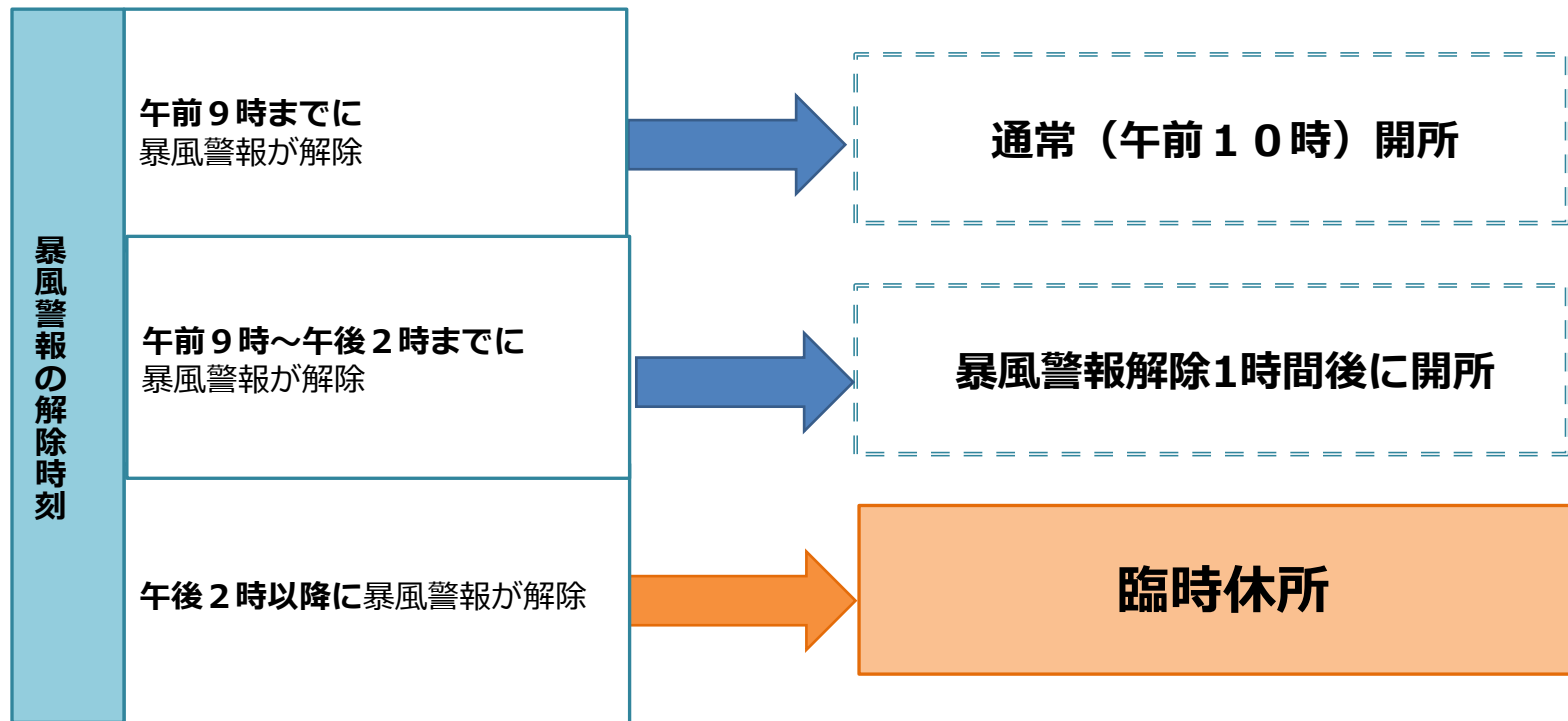 暴風警報の解除時刻
午前９時までに
暴風警報が解除
通常（午前１０時）開所
午前９時～午後２時までに
暴風警報が解除
暴風警報解除1時間後に開所
午後２時以降に暴風警報が解除
臨時休所